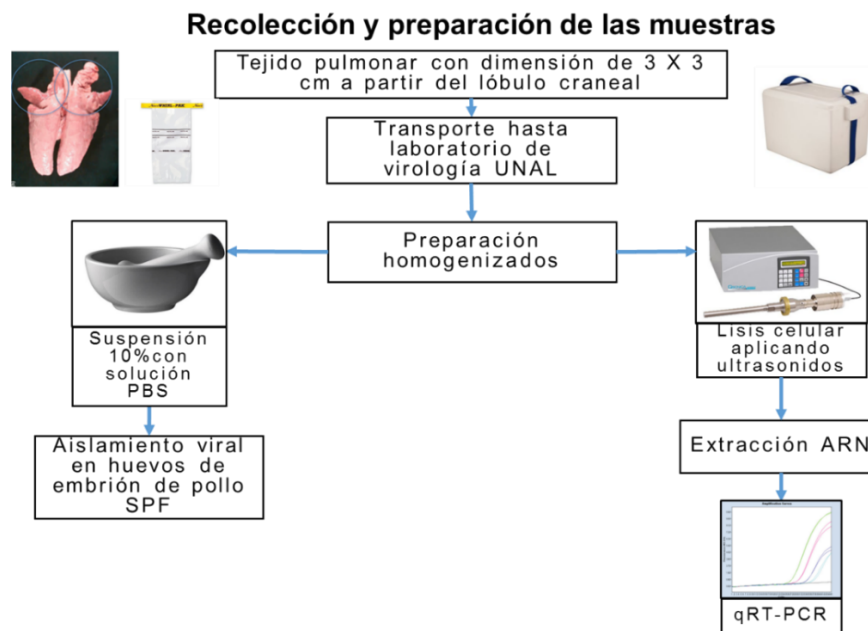 Recolección y preparación de las muestras
Tejido pulmonar con dimensión de 3 X 3
cm a partir del lóbulo craneal
Transporte hasta
laboratorio de
virología UNAL
Preparación
homogenizados
Suspensión
10%con
solución
PBS
Lisis celular
aplicando
ultrasonidos
Aislamiento viral
en huevos de
embrión de pollo
SPF
Extracción ARN
qRT-PCR